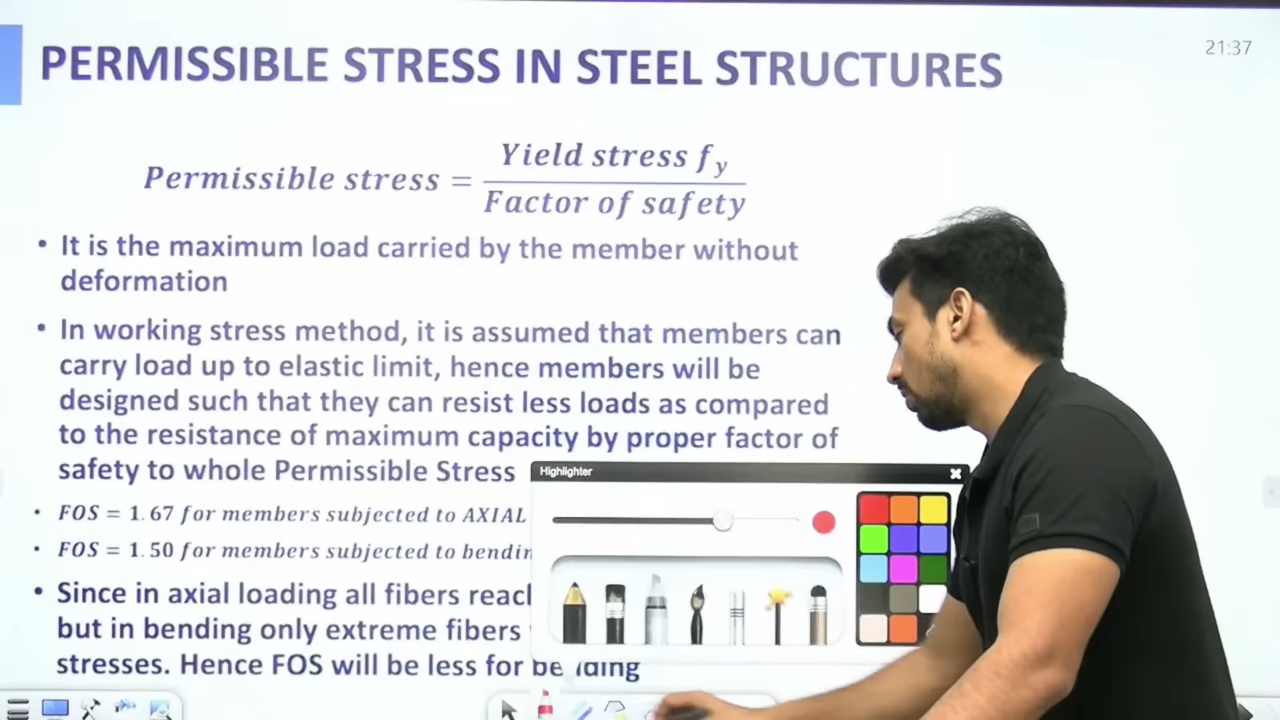 PERMISSIBLE STRESS IN STEEL STRUCTURES
21:37
Permissible stress = Yield stress f_y / Factor of safety
• It is the maximum load carried by the member without
deformation
• In working stress method, it is assumed that members can
carry load up to elastic limit, hence members will be
designed such that they can resist less loads as compared
to the resistance of maximum capacity by proper factor of
safety to whole Permissible Stress
Highlighter
• FOS = 1.67 for members subjected to AXIAL
• FOS = 1.50 for members subjected to
• Since in axial loading all fibers
but in bending only extreme fibers
stresses. Hence FOS will be less for bending